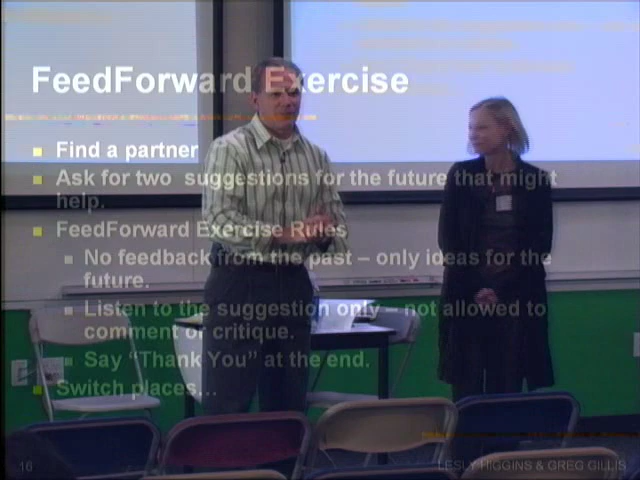 FeedForward Exercise
Find a partner
Ask for two suggestions for the future that might
help.
FeedForward Exercise Rules
No feedback from the past – only ideas for the
future.
Listen to the suggestion only – not allowed to
comment or critique.
Say “Thank You” at the end.
Switch places…
16
LESLY HIGGINS & GREG GILLIS